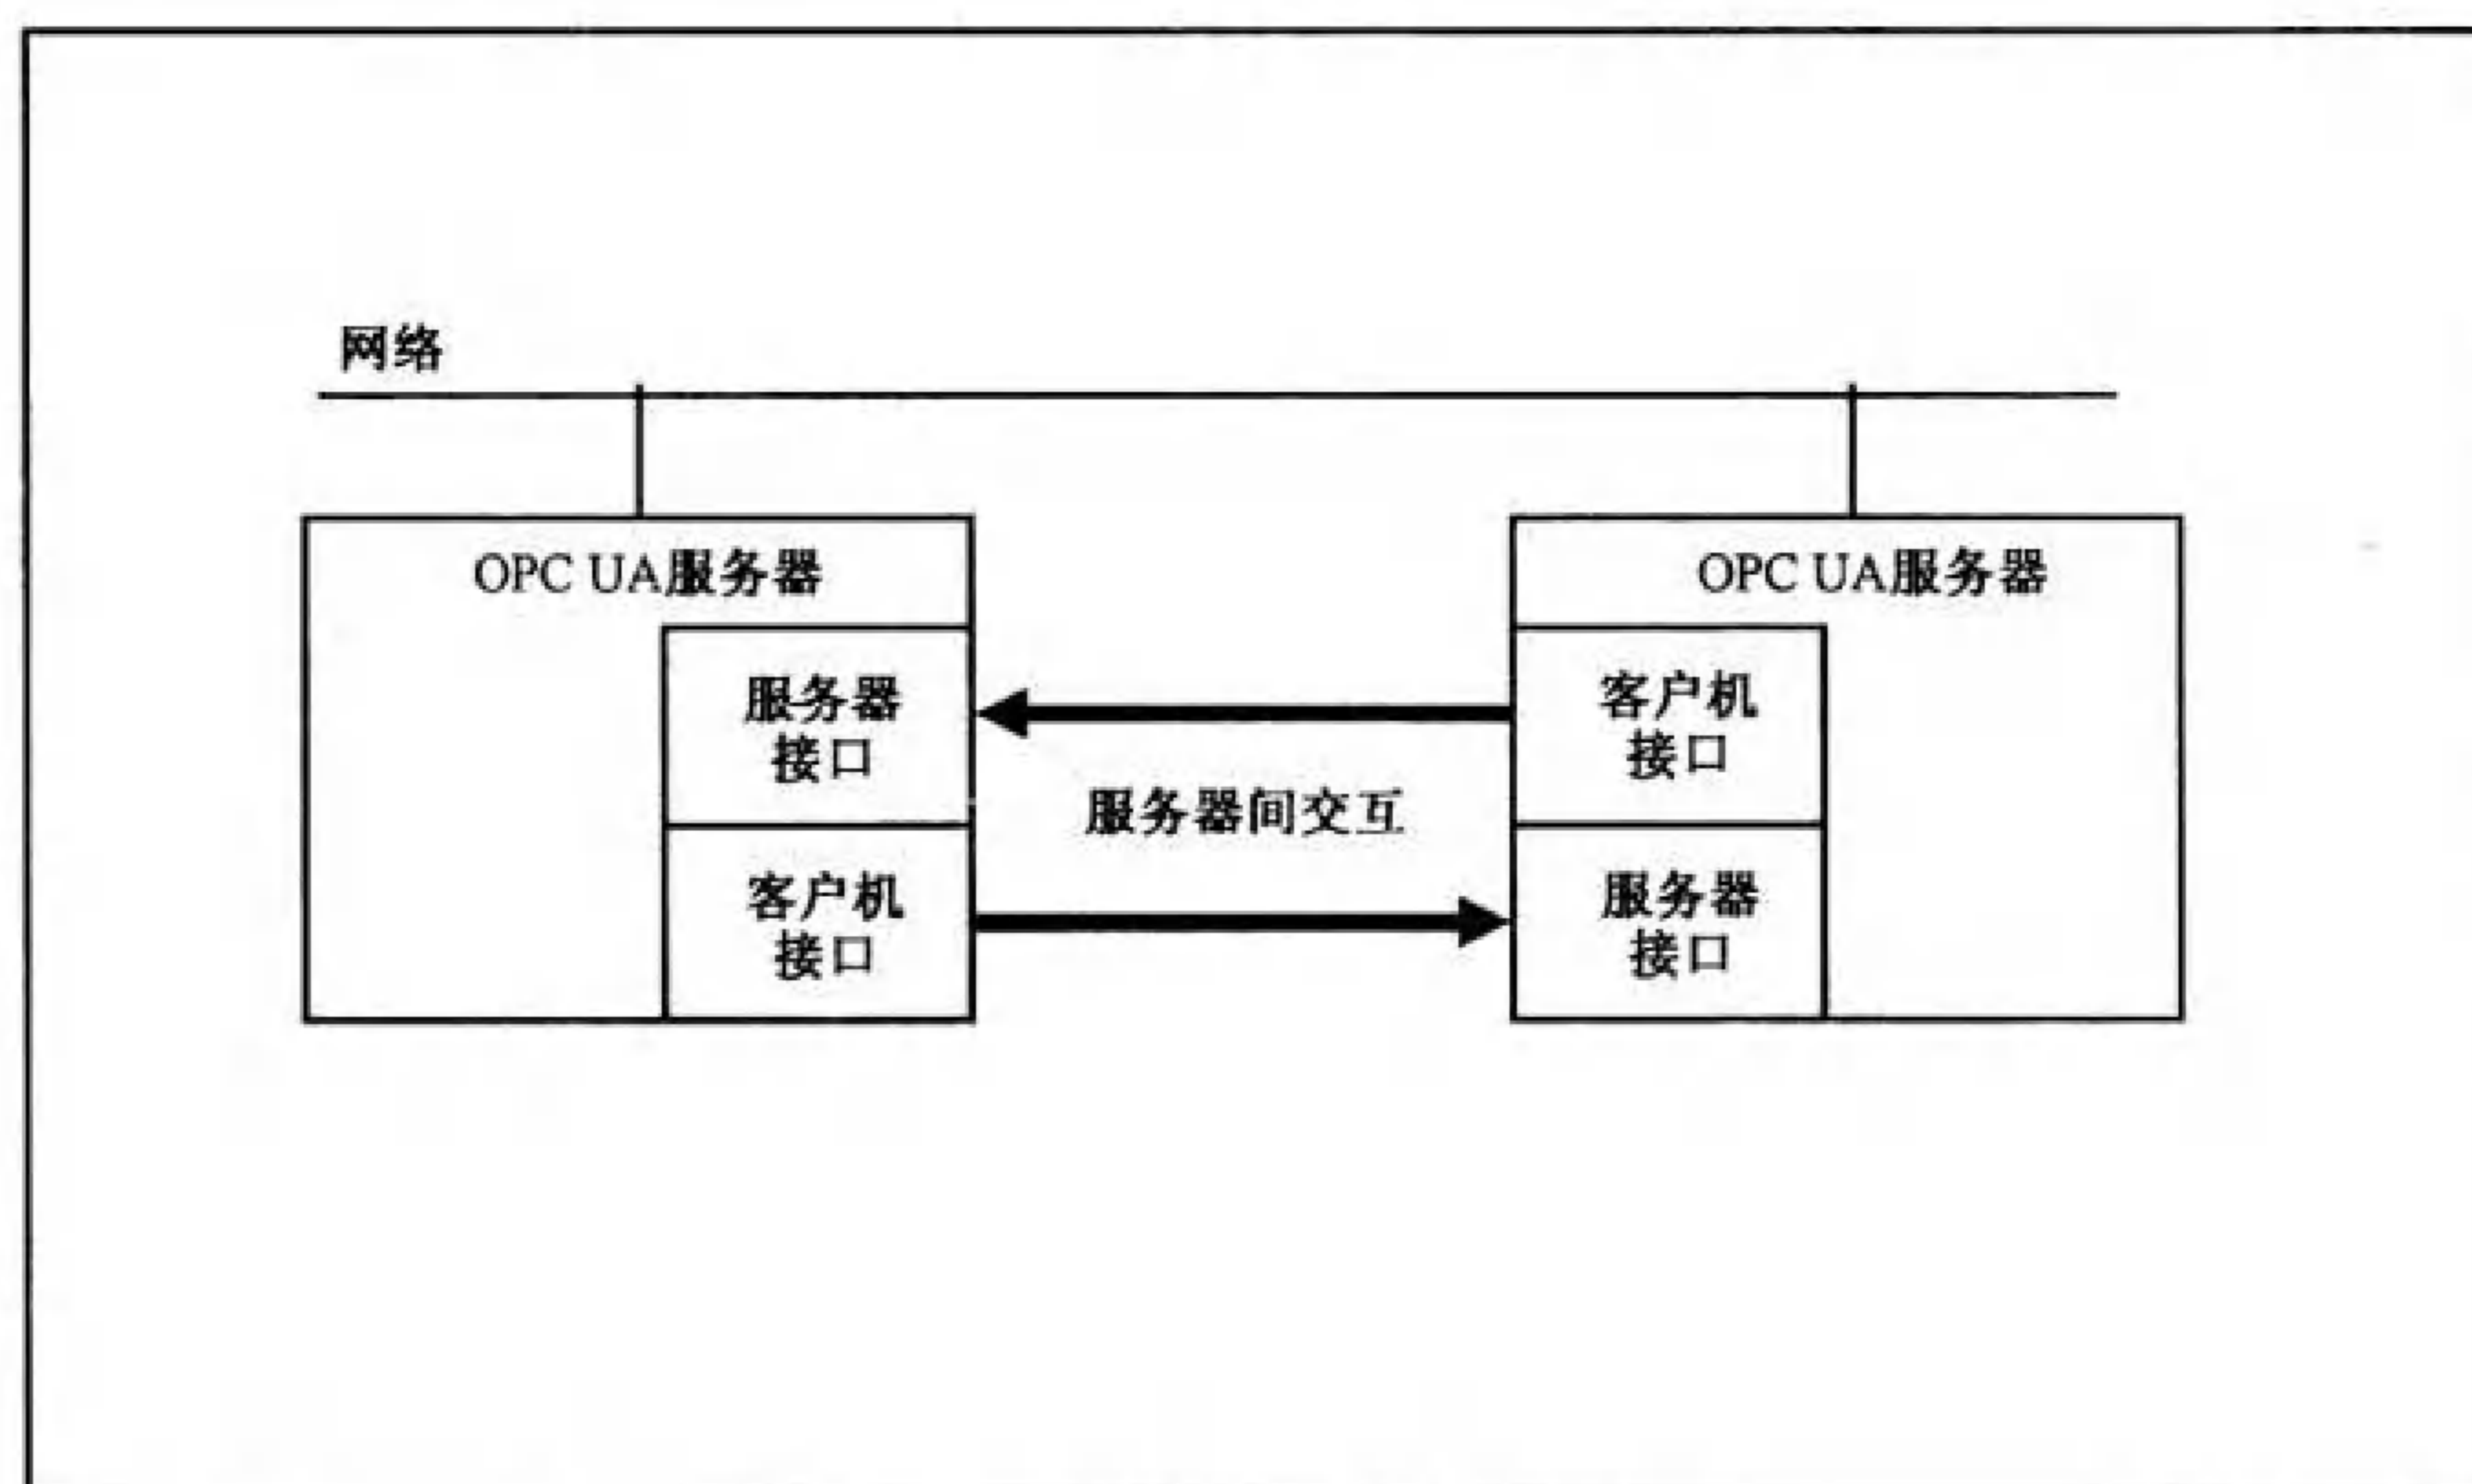 网络
OPC UA服务器
OPC UA服务器
服务器
接口
客户机
接口
服务器间交互
客户机
接口
服务器
接口